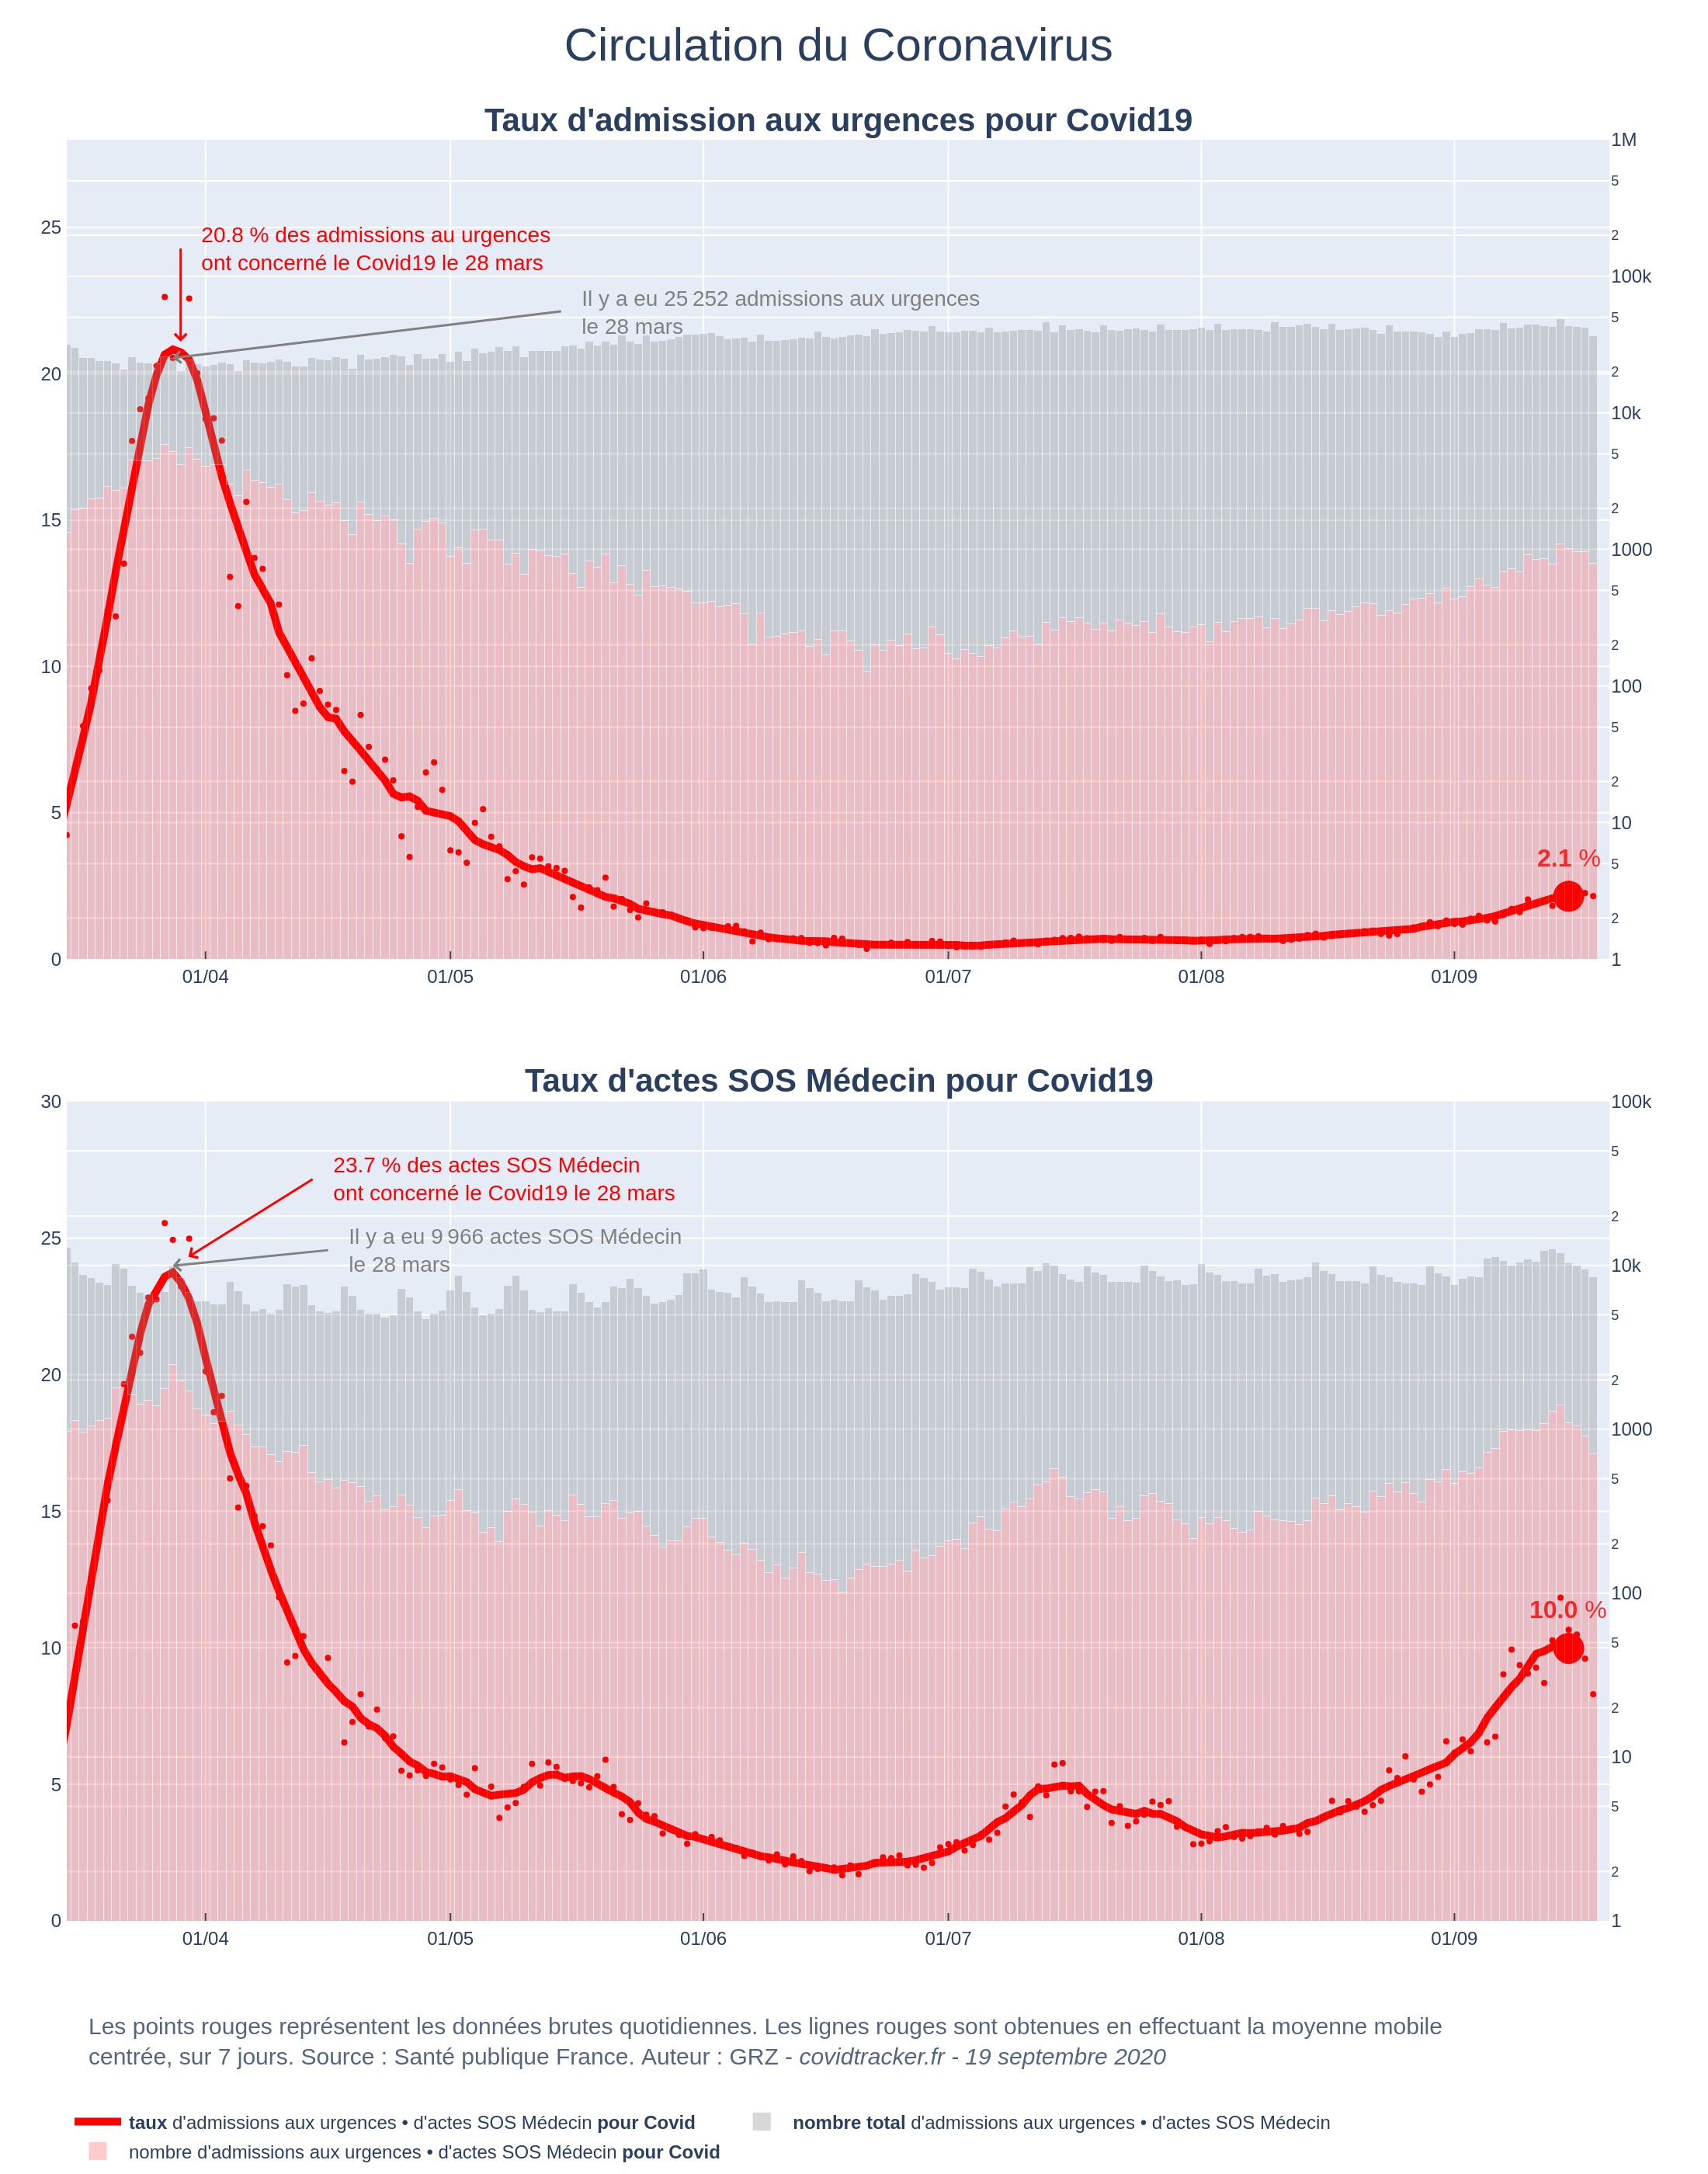 Circulation du Coronavirus
Taux d'admission aux urgences pour Covid19
1M
5
25
20.8 % des admissions au urgences
2
ont concerné le Covid19 le 28 mars
100k
Il y a eu 25 252 admissions aux urgences
5
le 28 mars
20
2
10k
5
15
2
1000
5
10
2
100
5
2
5
10
2.1 %
5
2
0
1
01/04 01/05 01/06 01/07 01/08 01/09
Taux d'actes SOS Médecin pour Covid19
30
100k
23.7 % des actes SOS Médecin
5
ont concerné le Covid19 le 28 mars
2
25
Il y a eu 9 966 actes SOS Médecin
le 28 mars
10k
5
20
2
1000
15
5
2
100
10.0 %
10
5
2
10
5
5
2
0
1
01/04 01/05 01/06 01/07 01/08 01/09
Les points rouges représentent les données brutes quotidiennes. Les lignes rouges sont obtenues en effectuant la moyenne mobile
centrée, sur 7 jours. Source : Santé publique France. Auteur : GRZ - covidtracker.fr - 19 septembre 2020
taux d'admissions aux urgences • d'actes SOS Médecin pour Covid
nombre total d'admissions aux urgences • d'actes SOS Médecin
nombre d'admissions aux urgences • d'actes SOS Médecin pour Covid